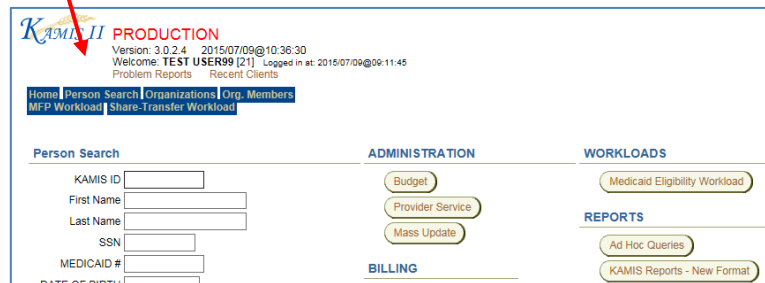 KAMIS II PRODUCTION
Version: 3.0.2.4 2015/07/09@10:36:30
Welcome: TEST USER99 [21] Logged in at: 2015/07/09@09:11:45
Problem Reports Recent Clients
Home Person Search Organizations Org. Members
MFP Workload Share-Transfer Workload
Person Search
KAMIS ID
First Name
Last Name
SSN
MEDICAID #
DATE OF BIRTH
ADMINISTRATION
Budget
Provider Service
Mass Update
BILLING
WORKLOADS
Medicaid Eligibility Workload
REPORTS
Ad Hoc Queries
KAMIS Reports - New Format